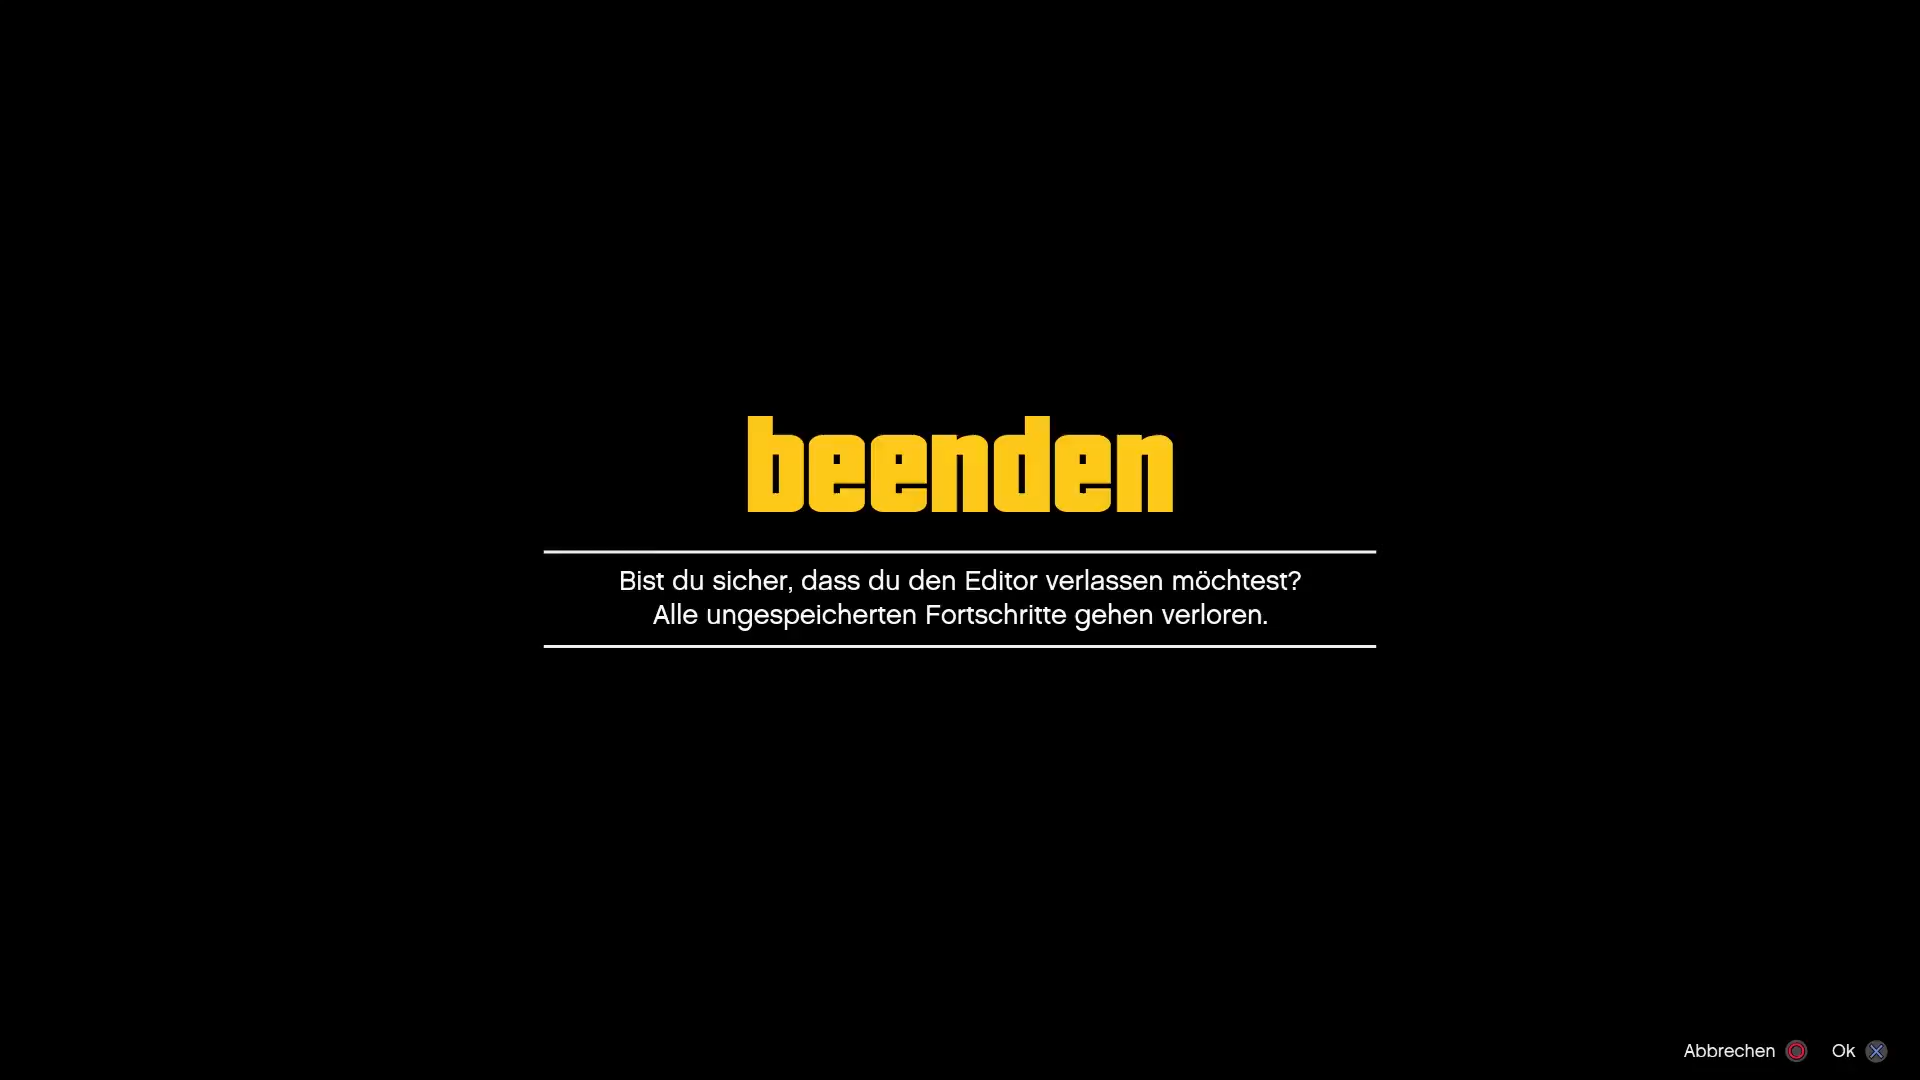 beenden
Bist du sicher, dass du den Editor verlassen möchtest?
Alle ungespeicherten Fortschritte gehen verloren.
Abbrechen Ok